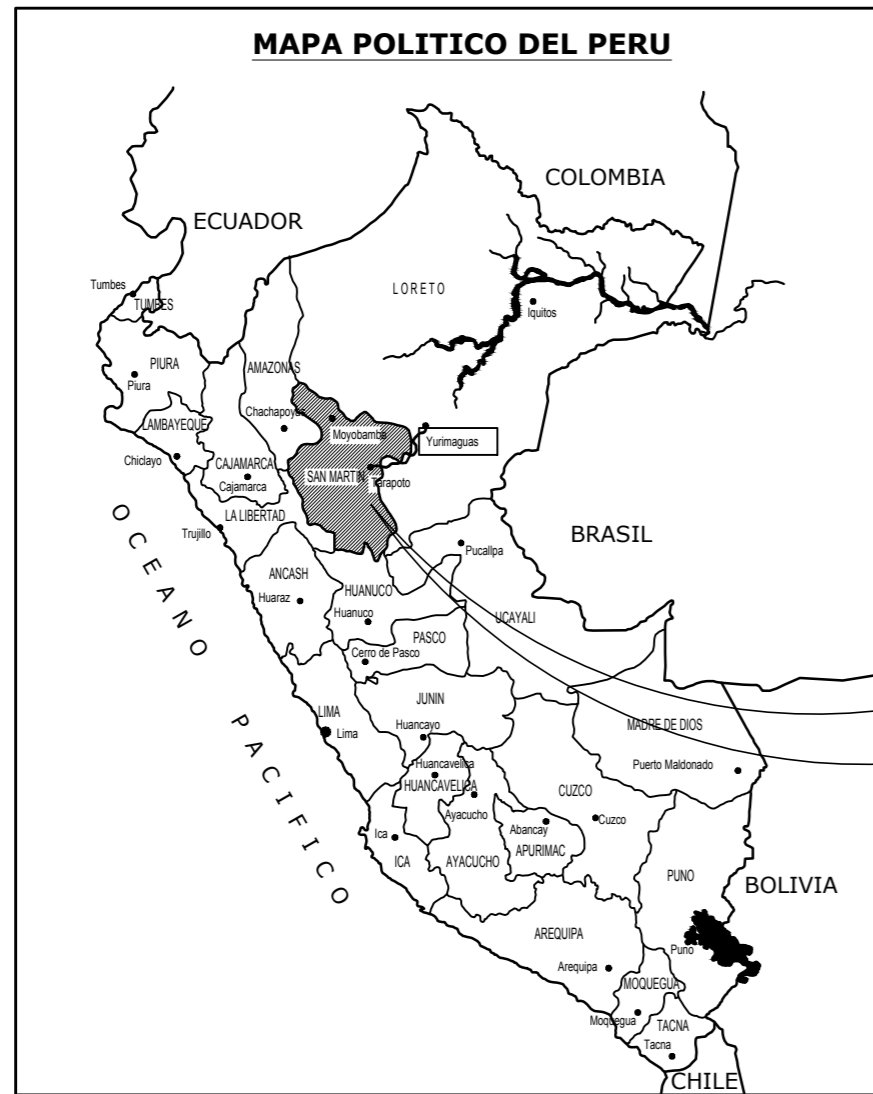 MAPA POLITICO DEL PERU
COLOMBIA
ECUADOR
Tumbes
TUMBES
LORETO
Iquitos
PIURA
Piura
AMAZONAS
Chachapoyas
LAMBAYEQUE
Moyobamba
Yurimaguas
Chiclayo
CAJAMARCA
Cajamarca
SAN MARTIN
Tarapoto
LA LIBERTAD
Trujillo
BRASIL
Pucallpa
ANCASH
Huaraz
HUANUCO
Huanuco
UCAYALI
PASCO
Cerro de Pasco
OCEANO PACIFICO
JUNIN
LIMA
Lima
Huancayo
MADRE DE DIOS
Puerto Maldonado
Huancavelica
HUANCAVELICA
CUZCO
Cuzco
Ayacucho
Abancay
APURIMAC
Ica
ICA
AYACUCHO
PUNO
BOLIVIA
AREQUIPA
Puno
Arequipa
MOQUEGUA
Moquegua
TACNA
Tacna
CHILE